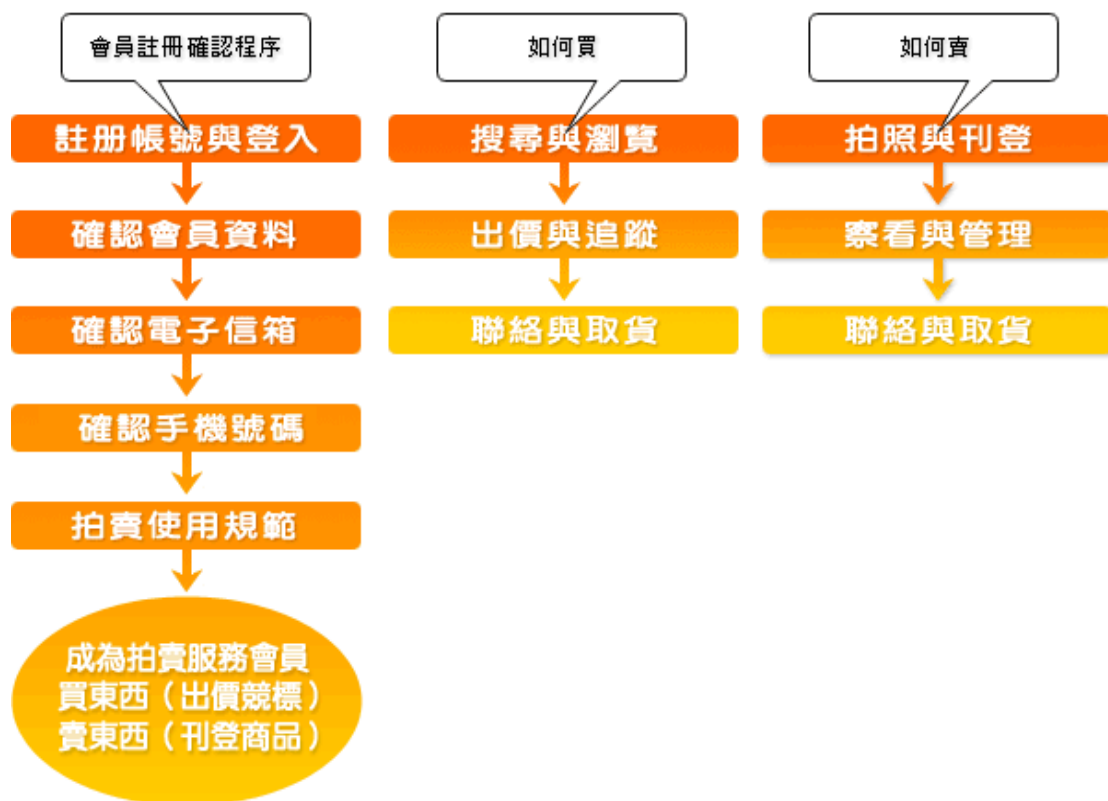 會員註冊確認程序
註册帳號與登入
確認會員資料
確認電子信箱
確認手機號碼
拍賣使用規範
成為拍賣服務會員
買東西（出價競標）
賣東西（刊登商品）
如何買
搜尋與瀏覽
出價與追蹤
聯絡與取貨
如何賣
拍照與刊登
察看與管理
聯絡與取貨